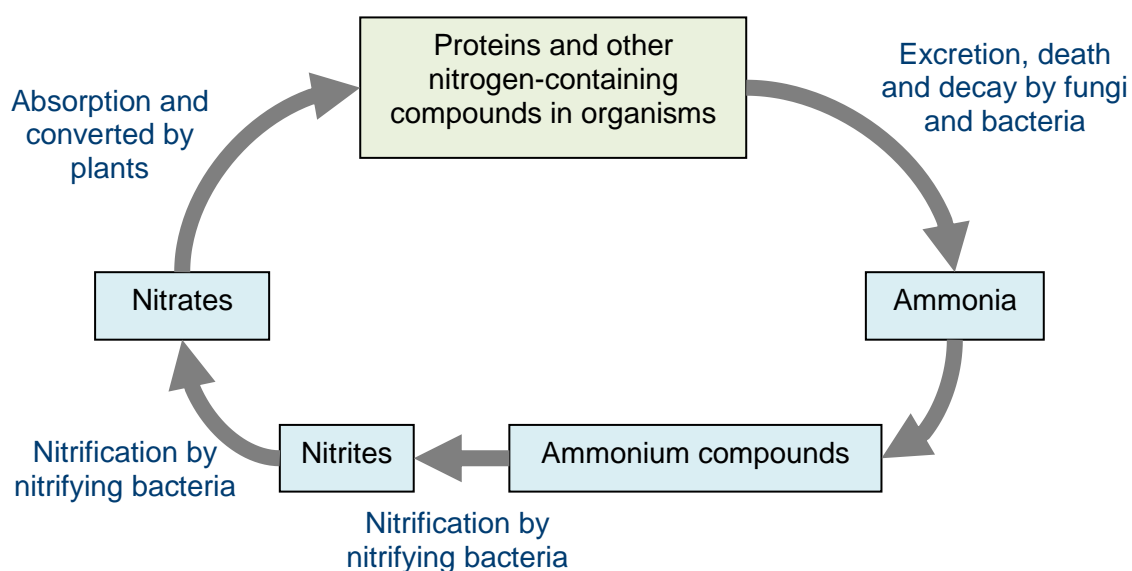 Proteins and other
nitrogen-containing
compounds in organisms
Excretion, death
and decay by fungi
and bacteria
Absorption and
converted by
plants
Nitrates
Ammonia
Nitrification by
nitrifying bacteria
Nitrites
Ammonium compounds
Nitrification by
nitrifying bacteria